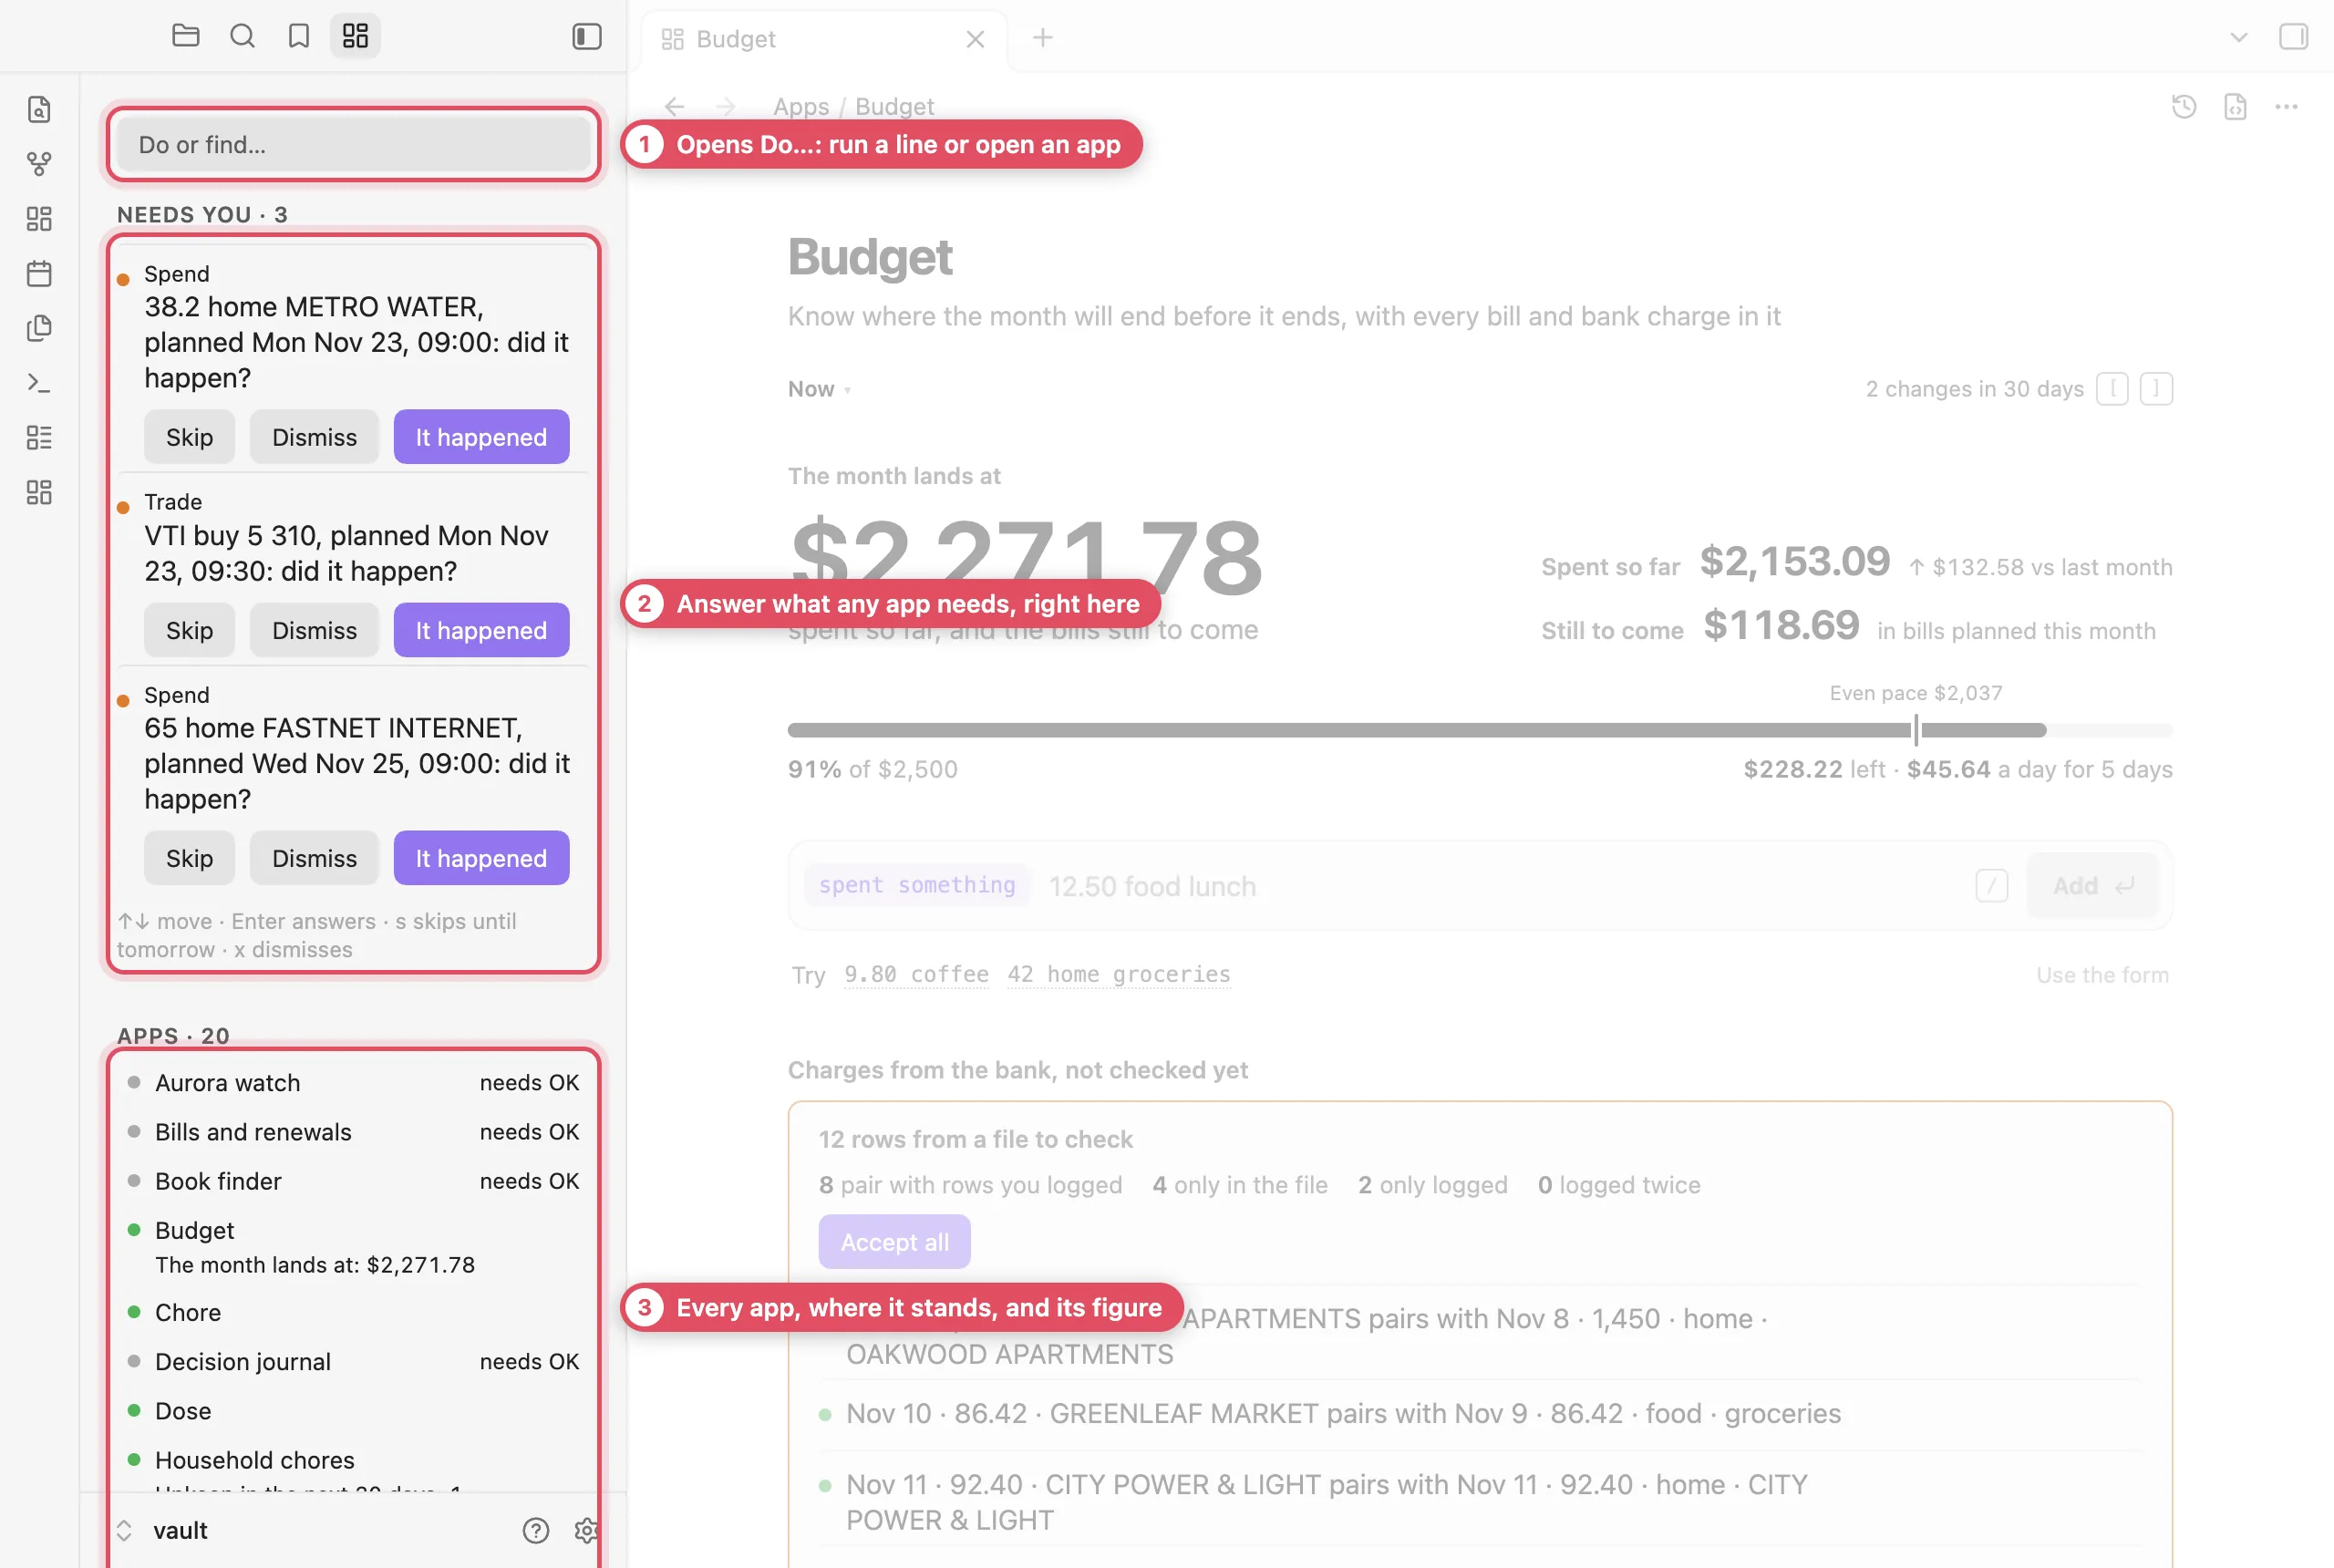 Budget
Do or find...
Apps / Budget
1 Opens Do...: run a line or open an app
NEEDS YOU · 3
Spend
38.2 home METRO WATER,
planned Mon Nov 23, 09:00: did it
happen?
Skip
Dismiss
It happened
Trade
VTI buy 5 310, planned Mon Nov
23, 09:30: did it happen?
Skip
Dismiss
It happened
Spend
65 home FASTNET INTERNET,
planned Wed Nov 25, 09:00: did it
happen?
Skip
Dismiss
It happened
↑↓ move · Enter answers · s skips until
tomorrow · x dismisses
APPS · 20
Aurora watch needs OK
Bills and renewals needs OK
Book finder needs OK
Budget
The month lands at: $2,271.78
Chore
Decision journal needs OK
Dose
Household chores
vault
Budget
Know where the month will end before it ends, with every bill and bank charge in it
Now
2 changes in 30 days [ ]
The month lands at
$2,271.78
2 Answer what any app needs, right here
spent so far, and the bills still to come
Spent so far $2,153.09 ↑ $132.58 vs last month
Still to come $118.69 in bills planned this month
Even pace $2,037
91% of $2,500
$228.22 left · $45.64 a day for 5 days
spent something 12.50 food lunch / Add
Try 9.80 coffee 42 home groceries
Use the form
Charges from the bank, not checked yet
12 rows from a file to check
8 pair with rows you logged 4 only in the file 2 only logged 0 logged twice
Accept all
3 Every app, where it stands, and its figure
APARTMENTS pairs with Nov 8 · 1,450 · home ·
OAKWOOD APARTMENTS
Nov 10 · 86.42 · GREENLEAF MARKET pairs with Nov 9 · 86.42 · food · groceries
Nov 11 · 92.40 · CITY POWER & LIGHT pairs with Nov 11 · 92.40 · home · CITY
POWER & LIGHT